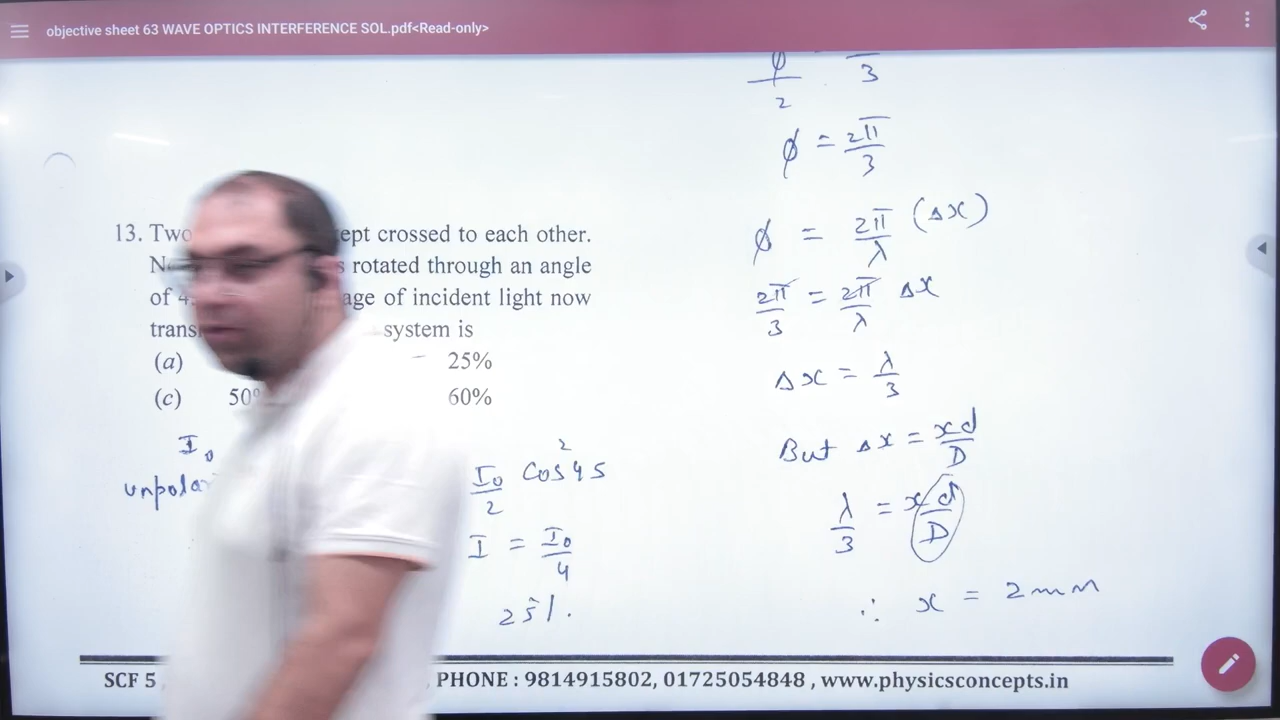 objective sheet 63 WAVE OPTICS INTERFERENCE SOL.pdf<Read-only>
13. Two ept crossed to each other.
rotated through an angle
of age of incident light now
system is
(a) 25%
(c) 60%
I₀
I₀/2 cos² 45
I = I₀/4
25%.
φ/2 π/3
φ = 2π/3
φ = 2π/λ (Δx)
2π/3 = 2π/λ Δx
Δx = λ/3
But Δx = xd/D
λ/3 = xd/D
∴ x = 2mm
SCF 5 , PHONE : 9814915802, 01725054848 , www.physicsconcepts.in